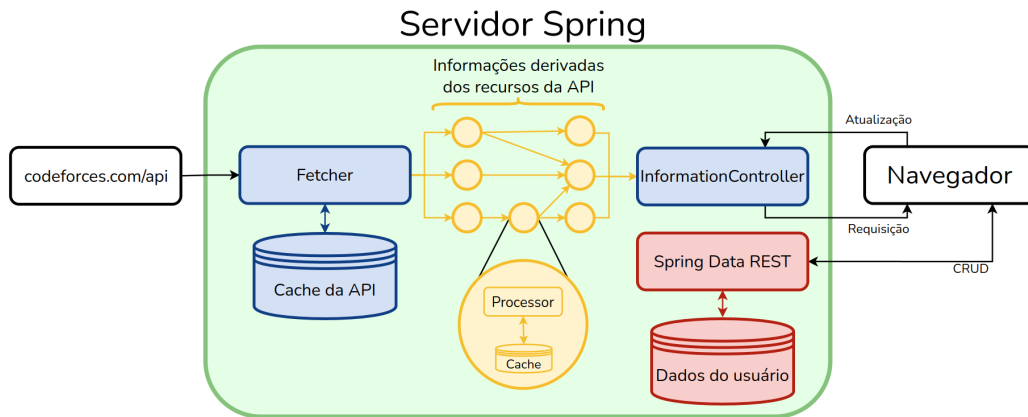 Servidor Spring
Informações derivadas
dos recursos da API
codeforces.com/api
Fetcher
Cache da API
Processor
Cache
InformationController
Atualização
Navegador
Requisição
Spring Data REST
CRUD
Dados do usuário